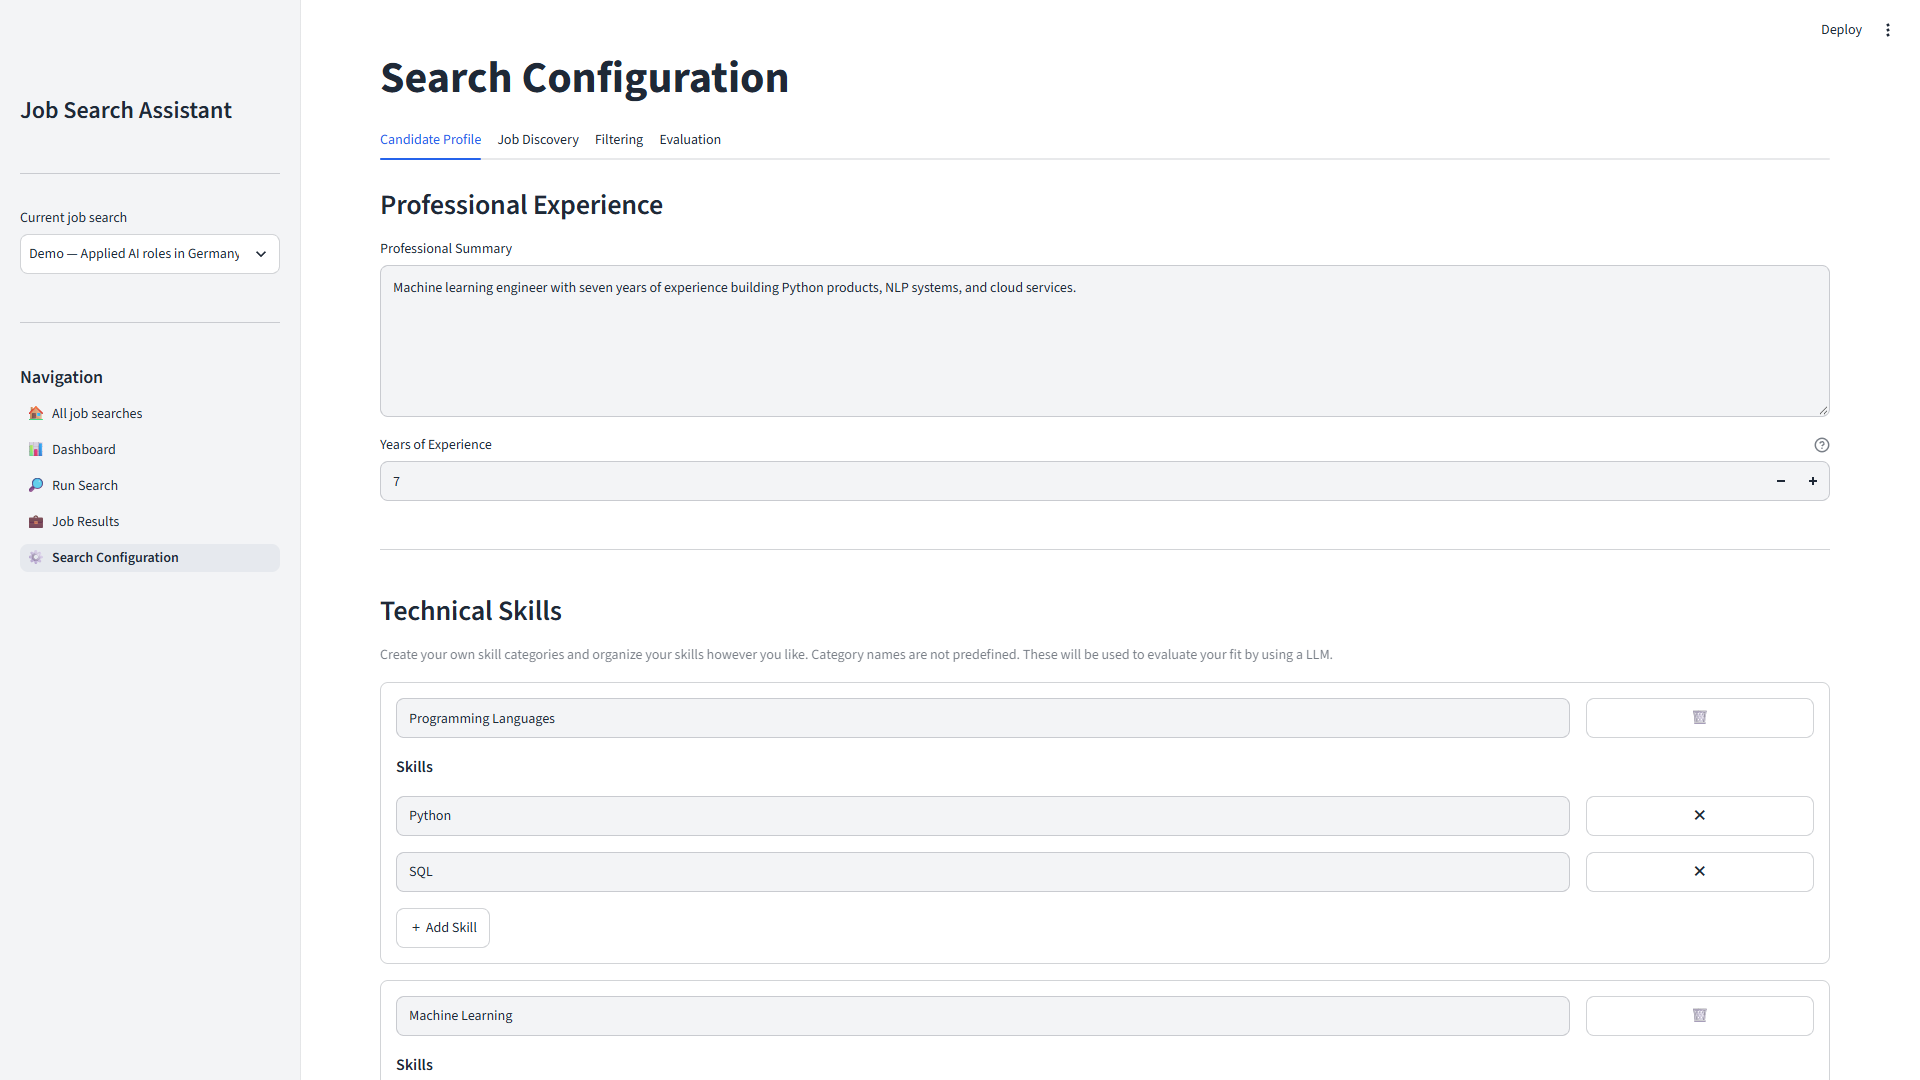 Deploy
Job Search Assistant
Current job search
Demo — Applied AI roles in Germany
Navigation
All job searches
Dashboard
Run Search
Job Results
Search Configuration
Search Configuration
Candidate Profile
Job Discovery
Filtering
Evaluation
Professional Experience
Professional Summary
Machine learning engineer with seven years of experience building Python products, NLP systems, and cloud services.
Years of Experience
7
Technical Skills
Create your own skill categories and organize your skills however you like. Category names are not predefined. These will be used to evaluate your fit by using a LLM.
Programming Languages
Skills
Python
SQL
+ Add Skill
Machine Learning
Skills